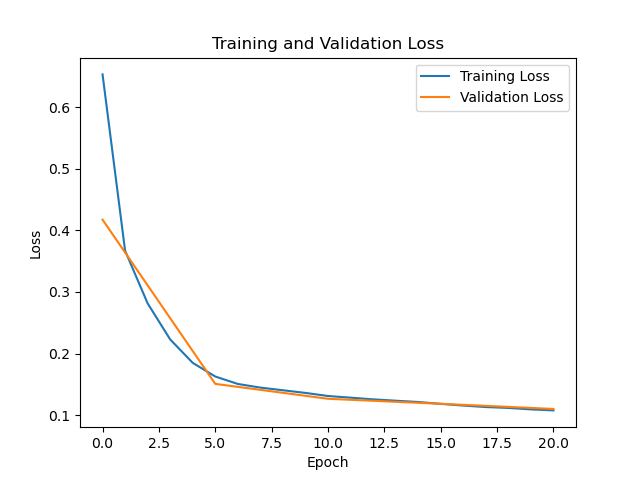 Training and Validation Loss
Training Loss
Validation Loss
Loss
0.6
0.5
0.4
0.3
0.2
0.1
0.0 2.5 5.0 7.5 10.0 12.5 15.0 17.5 20.0
Epoch